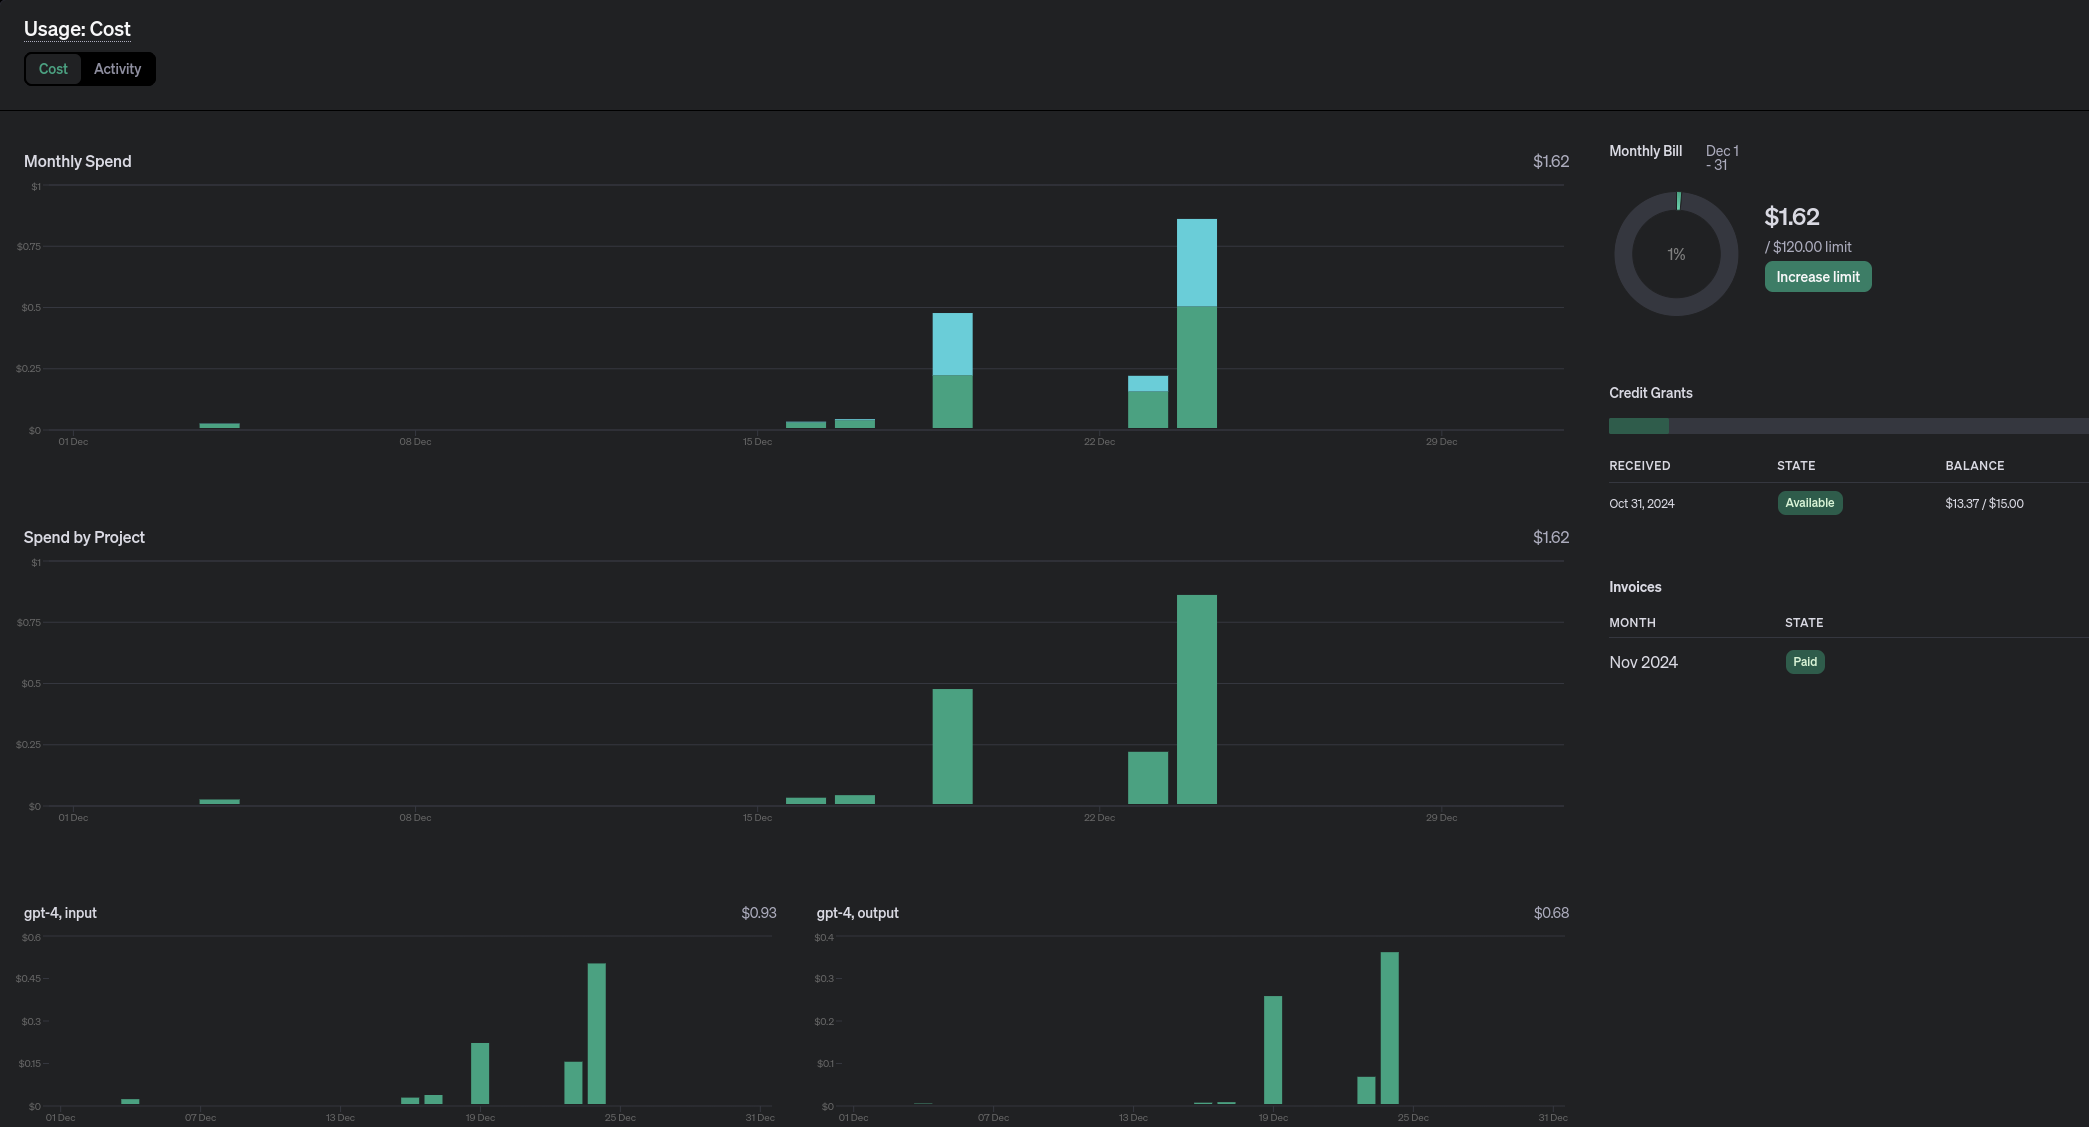 Usage: Cost
Cost Activity
Monthly Spend $1.62
$1
$0.75
$0.5
$0.25
$0
01 Dec 08 Dec 15 Dec 22 Dec 29 Dec
Spend by Project $1.62
$1
$0.75
$0.5
$0.25
$0
01 Dec 08 Dec 15 Dec 22 Dec 29 Dec
gpt-4, input $0.93
$0.6
$0.45
$0.3
$0.15
$0
01 Dec 07 Dec 13 Dec 19 Dec 25 Dec 31 Dec
gpt-4, output $0.68
$0.4
$0.3
$0.2
$0.1
$0
01 Dec 07 Dec 13 Dec 19 Dec 25 Dec 31 Dec
Monthly Bill Dec 1
- 31
1%
$1.62
/ $120.00 limit
Increase limit
Credit Grants
RECEIVED STATE BALANCE
Oct 31, 2024 Available $13.37 / $15.00
Invoices
MONTH STATE
Nov 2024 Paid